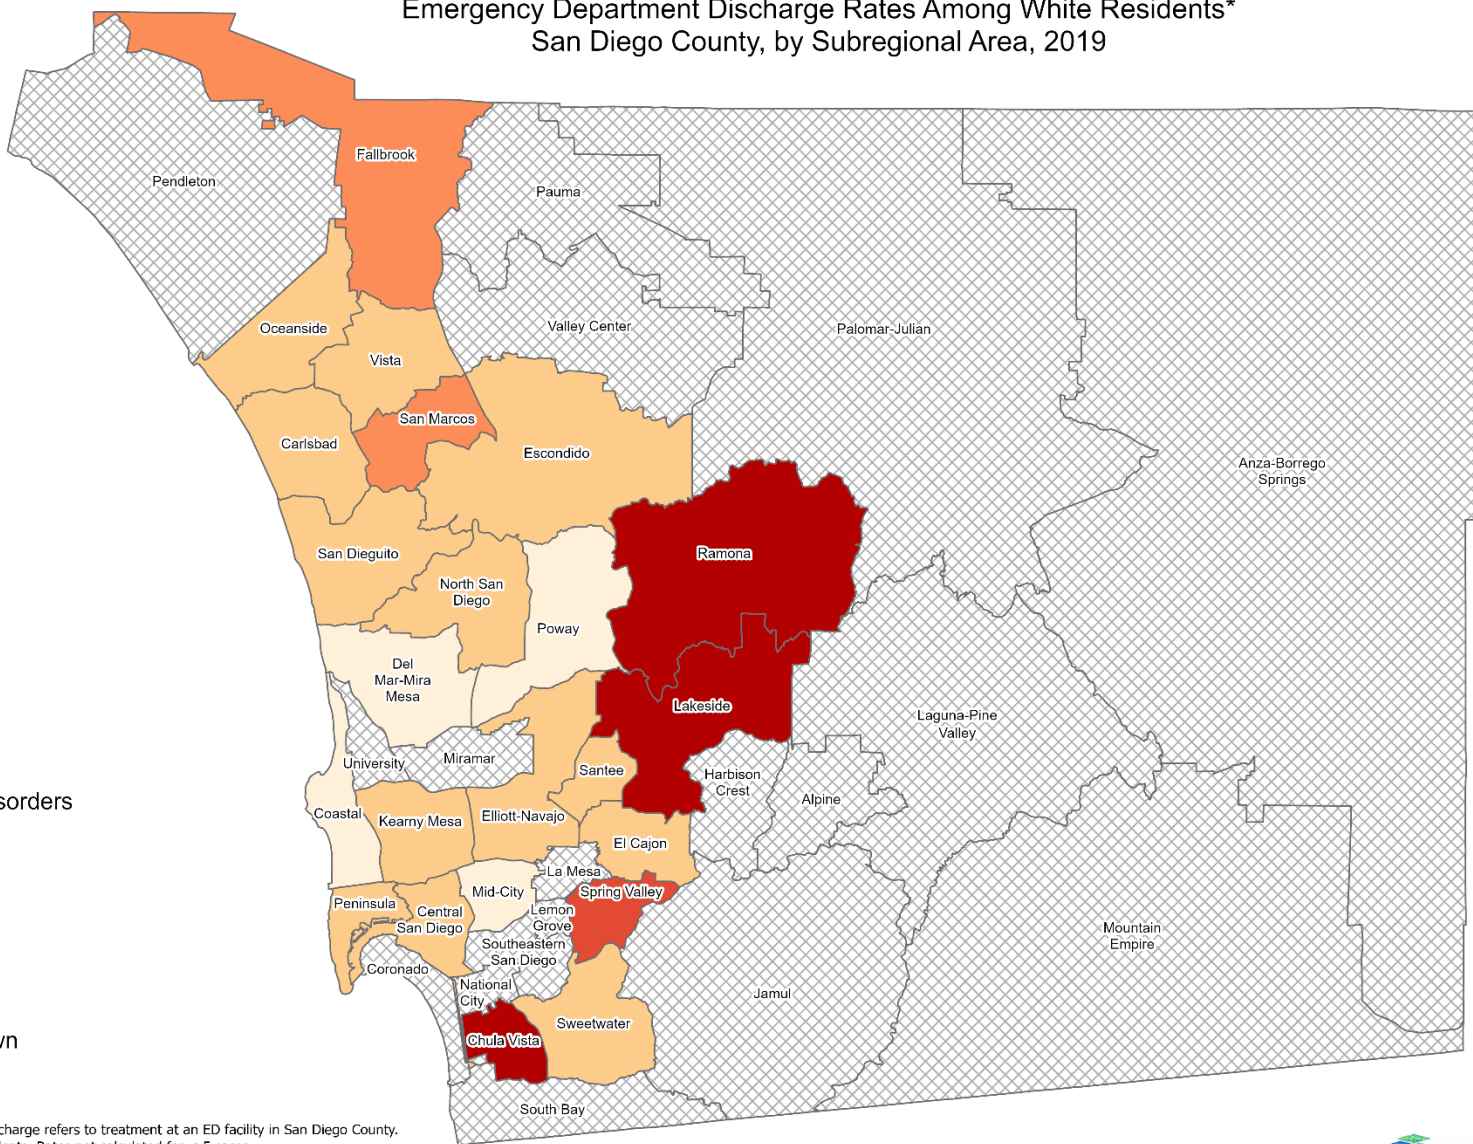 Emergency Department Discharge Rates Among White Residents*
San Diego County, by Subregional Area, 2019
Fallbrook
Pendleton
Pauma
Oceanside
Valley Center
Palomar-Julian
Vista
San Marcos
Carlsbad
Escondido
Anza-Borrego
Springs
San Dieguito
Ramona
North San
Diego
Poway
Del
Mar-Mira
Mesa
Lakeside
Laguna-Pine
Valley
University
Miramar
Santee
Harbison
Crest
Alpine
sorders
Coastal
Kearny Mesa
Elliott-Navajo
El Cajon
La Mesa
Mid-City
Spring Valley
Peninsula
Central
San Diego
Lemon
Grove
Southeastern
San Diego
Mountain
Empire
Coronado
National
City
Jamul
Sweetwater
Chula Vista
wn
South Bay
charge refers to treatment at an ED facility in San Diego County.